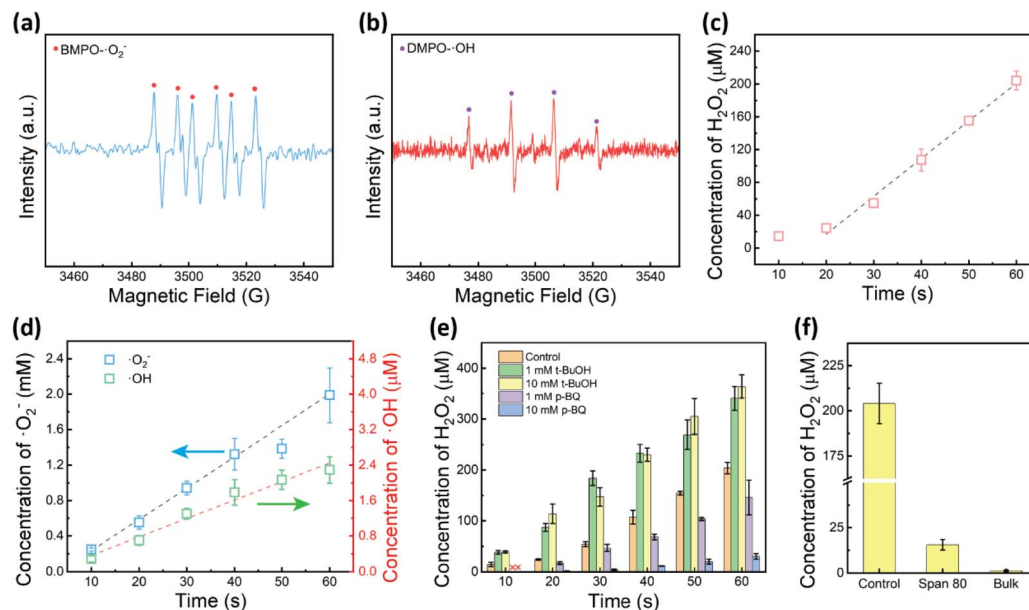 (a)
BMPO-·O₂⁻
Intensity (a.u.)
3460 3480 3500 3520 3540
Magnetic Field (G)
(b)
DMPO-·OH
Intensity (a.u.)
3460 3480 3500 3520 3540
Magnetic Field (G)
(c)
Concentration of H₂O₂ (μM)
240
200
160
120
80
40
0
10 20 30 40 50 60
Time (s)
(d)
·O₂⁻
·OH
Concentration of ·O₂⁻ (mM)
2.4
2.0
1.6
1.2
0.8
0.4
0.0
Concentration of ·OH (μM)
4.8
4.0
3.2
2.4
1.6
0.8
0.0
10 20 30 40 50 60
Time (s)
(e)
Control
1 mM t-BuOH
10 mM t-BuOH
1 mM p-BQ
10 mM p-BQ
Concentration of H₂O₂ (μM)
400
300
200
100
0
××
10 20 30 40 50 60
Time (s)
(f)
Concentration of H₂O₂ (μM)
225
200
175
25
0
Control Span 80 Bulk